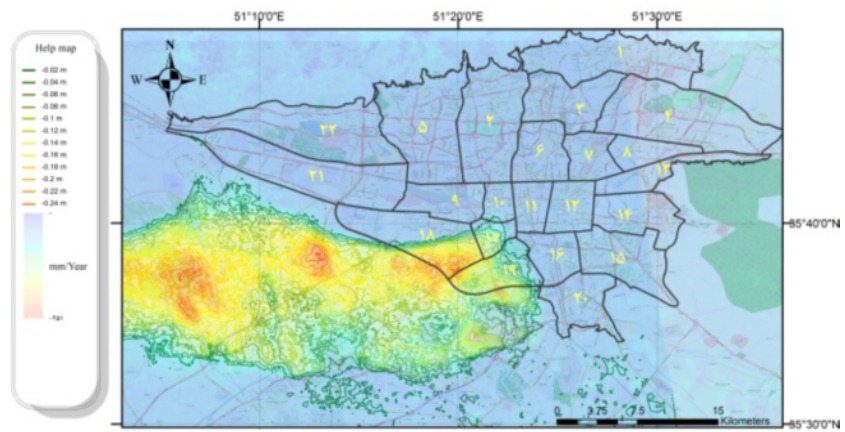 51°10'0"E
51°20'0"E
51°30'0"E
Help map
-0.02 m
-0.04 m
-0.06 m
-0.08 m
-0.1 m
-0.12 m
-0.14 m
-0.16 m
-0.18 m
-0.2 m
-0.22 m
-0.24 m
mm/Year
N
W
E
S
۱
۲
۳
۴
۵
۶
۷
۸
۹
۱۰
۱۱
۱۲
۱۳
۱۴
۱۵
۱۶
۱۸
۱۹
۲۰
۲۱
۲۲
35°40'0"N
35°30'0"N
0 3.75 7.5 15
Kilometers